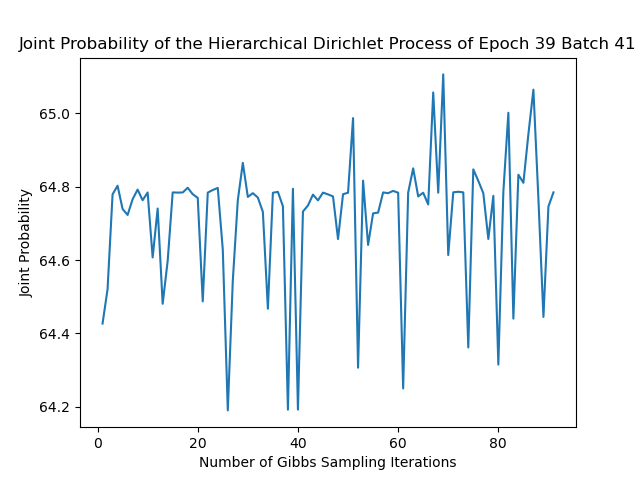 Joint Probability of the Hierarchical Dirichlet Process of Epoch 39 Batch 41
65.0
64.8
64.6
64.4
64.2
Joint Probability
0 20 40 60 80
Number of Gibbs Sampling Iterations